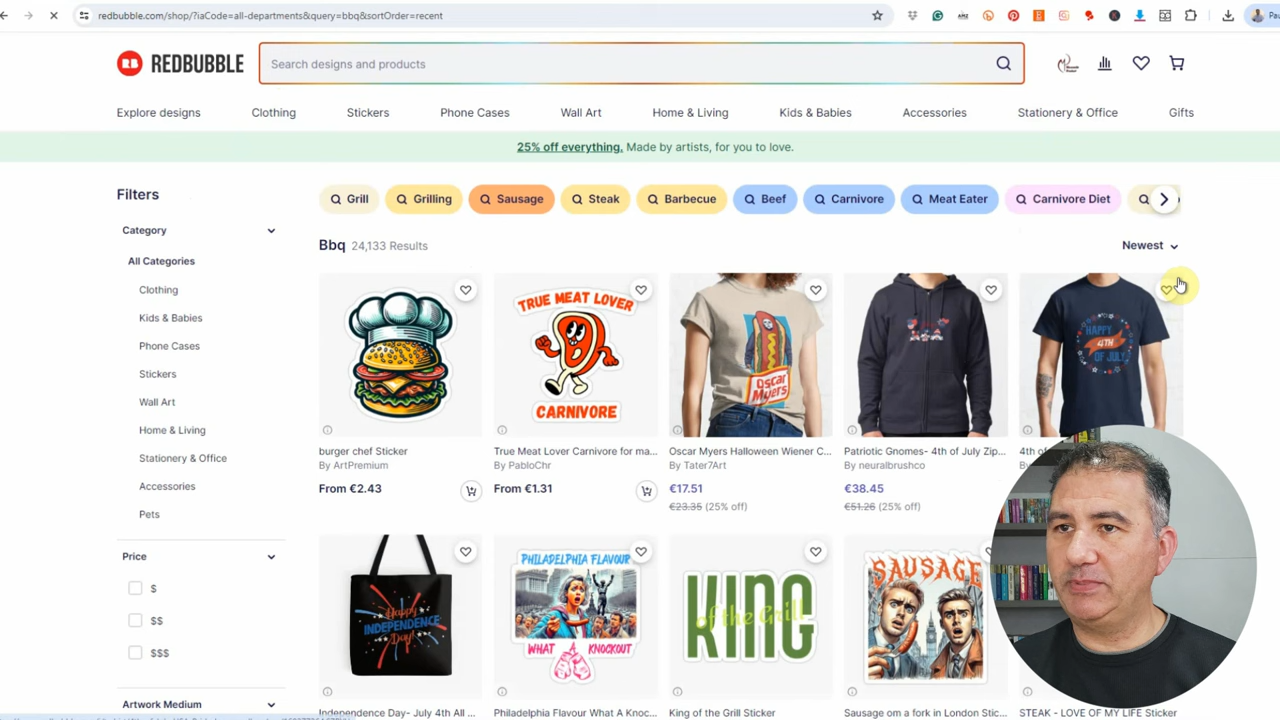 redbubble.com/shop/?iaCode=all-departments&query=bbq&sortOrder=recent
REDBUBBLE
Search designs and products
Explore designs
Clothing
Stickers
Phone Cases
Wall Art
Home & Living
Kids & Babies
Accessories
Stationery & Office
Gifts
25% off everything. Made by artists, for you to love.
Filters
Grill
Grilling
Sausage
Steak
Barbecue
Beef
Carnivore
Meat Eater
Carnivore Diet
Category
All Categories
Clothing
Kids & Babies
Phone Cases
Stickers
Wall Art
Home & Living
Stationery & Office
Accessories
Pets
Price
$
$$
$$$
Artwork Medium
Bbq 24,133 Results
Newest
TRUE MEAT LOVER
CARNIVORE
Oscar
Myers
HAPPY
4TH
OF JULY
burger chef Sticker
By ArtPremium
From €2.43
True Meat Lover Carnivore for ma...
By PabloChr
From €1.31
Oscar Myers Halloween Wiener C...
By Tater7Art
€17.51
€23.35 (25% off)
Patriotic Gnomes- 4th of July Zip...
By neuralbrushco
€38.45
€51.26 (25% off)
Happy
INDEPENDENCE
Day!
PHILADELPHIA FLAVOUR
WHAT A KNOCKOUT
KING
of the Grill
SAUSAGE
Independence Day- July 4th All ...
Philadelphia Flavour What A Knoc...
King of the Grill Sticker
Sausage om a fork in London Stic...
STEAK - LOVE OF MY LIFE Sticker